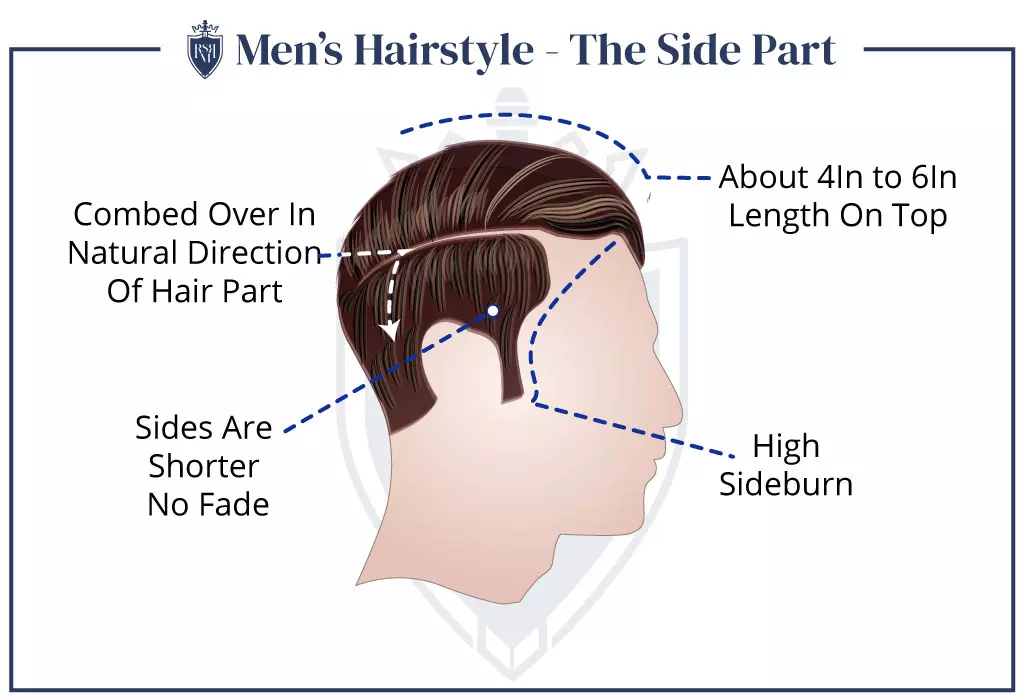 Men's Hairstyle - The Side Part
About 4In to 6In
Length On Top
Combed Over In
Natural Direction
Of Hair Part
Sides Are
Shorter
No Fade
High
Sideburn